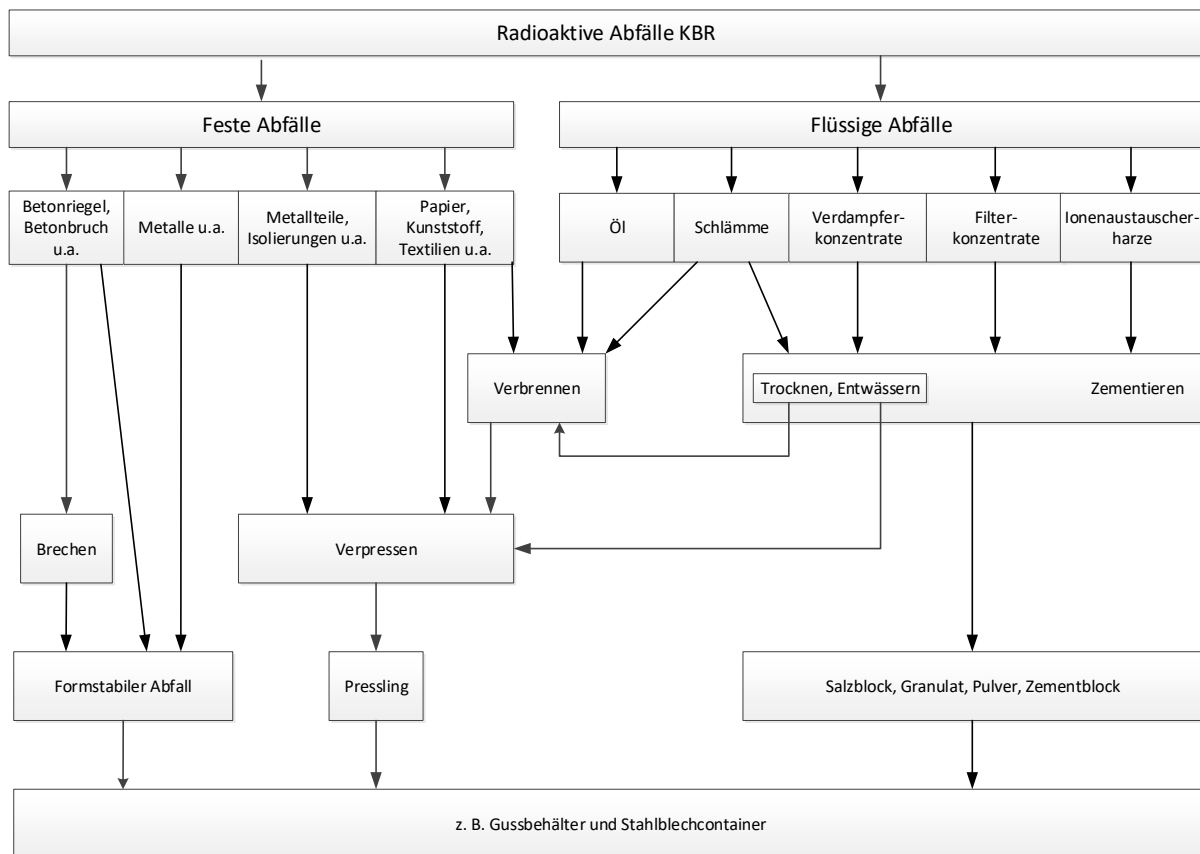 Radioaktive Abfälle KBR
Feste Abfälle
Flüssige Abfälle
Betonriegel,
Betonbruch
u.a.
Metalle u.a.
Metallteile,
Isolierungen u.a.
Papier,
Kunststoff,
Textilien u.a.
Öl
Schlämme
Verdampfer-
konzentrate
Filter-
konzentrate
Ionenaustauscher-
harze
Verbrennen
Trocknen, Entwässern
Zementieren
Brechen
Verpressen
Formstabiler Abfall
Pressling
Salzblock, Granulat, Pulver, Zementblock
z. B. Gussbehälter und Stahlblechcontainer